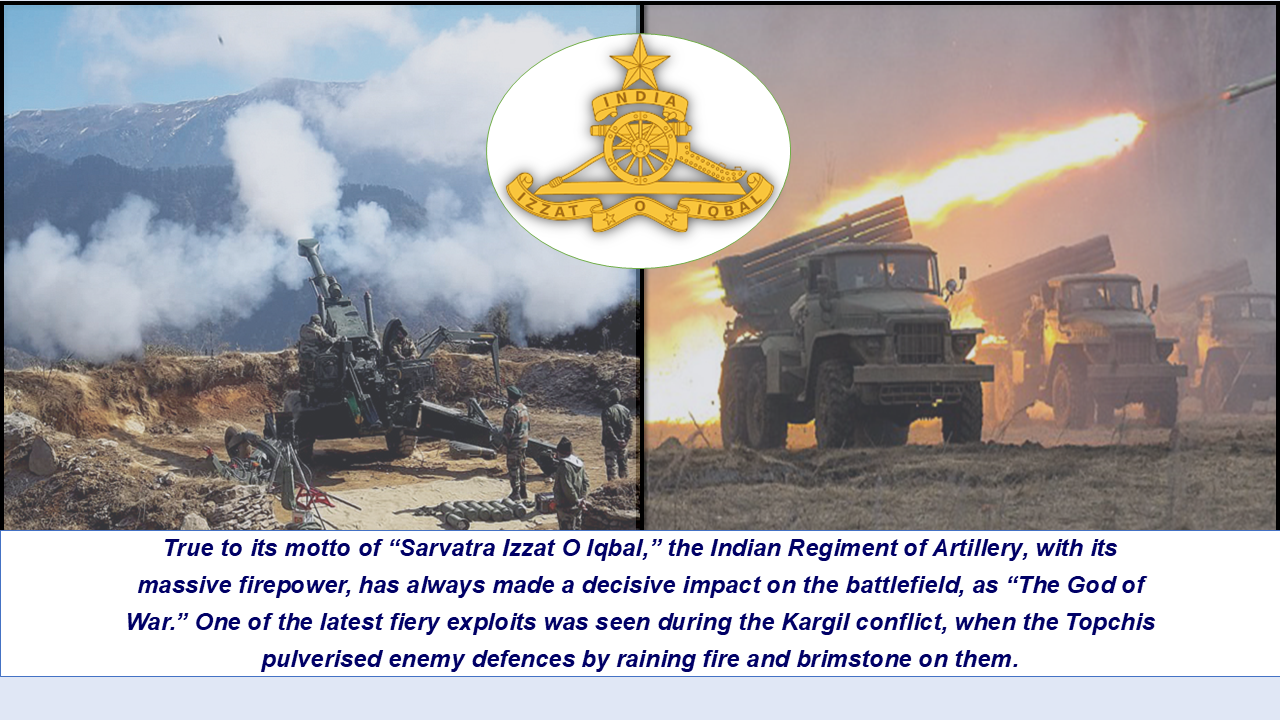 INDIA
IZZAT O IQBAL
True to its motto of “Sarvatra Izzat O Iqbal,” the Indian Regiment of Artillery, with its
massive firepower, has always made a decisive impact on the battlefield, as “The God of
War.” One of the latest fiery exploits was seen during the Kargil conflict, when the Topchis
pulverised enemy defences by raining fire and brimstone on them.